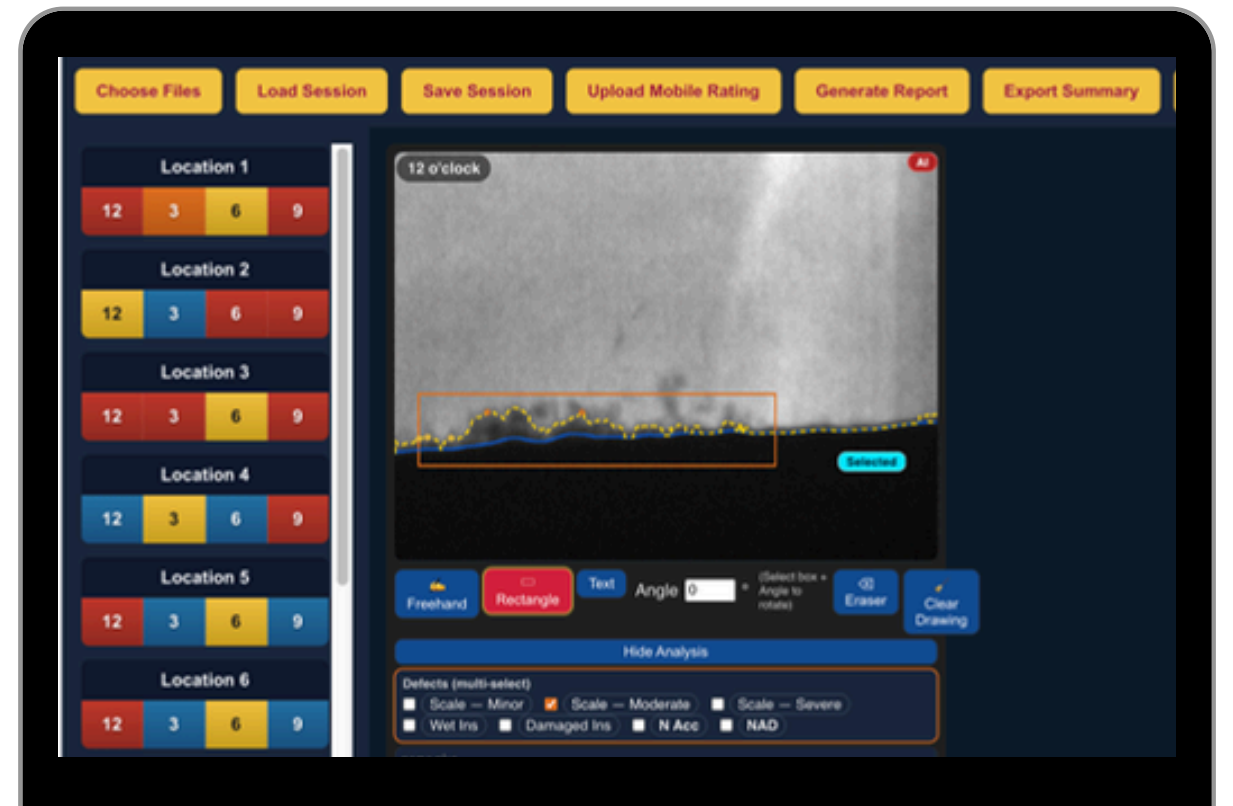 Choose Files
Load Session
Save Session
Upload Mobile Rating
Generate Report
Export Summary
Location 1
12 3 6 9
Location 2
12 3 6 9
Location 3
12 3 6 9
Location 4
12 3 6 9
Location 5
12 3 6 9
Location 6
12 3 6 9
12 o'clock
AI
Selected
Freehand
Rectangle
Text
Angle 0 °
(Select box +
Angle to
rotate)
Eraser
Clear
Drawing
Hide Analysis
Defects (multi-select)
Scale — Minor Scale — Moderate Scale — Severe
Wet Ins Damaged Ins N Acc NAD